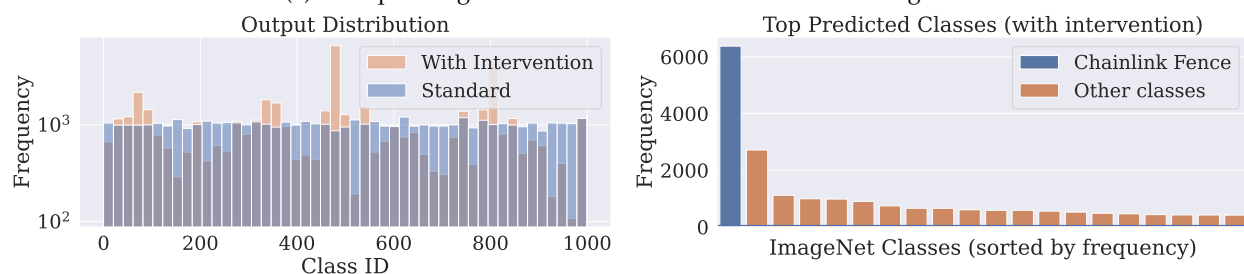 Output Distribution
Frequency
10³
10²
With Intervention
Standard
0
200
400
600
800
1000
Class ID
Top Predicted Classes (with intervention)
Frequency
6000
4000
2000
0
Chainlink Fence
Other classes
ImageNet Classes (sorted by frequency)